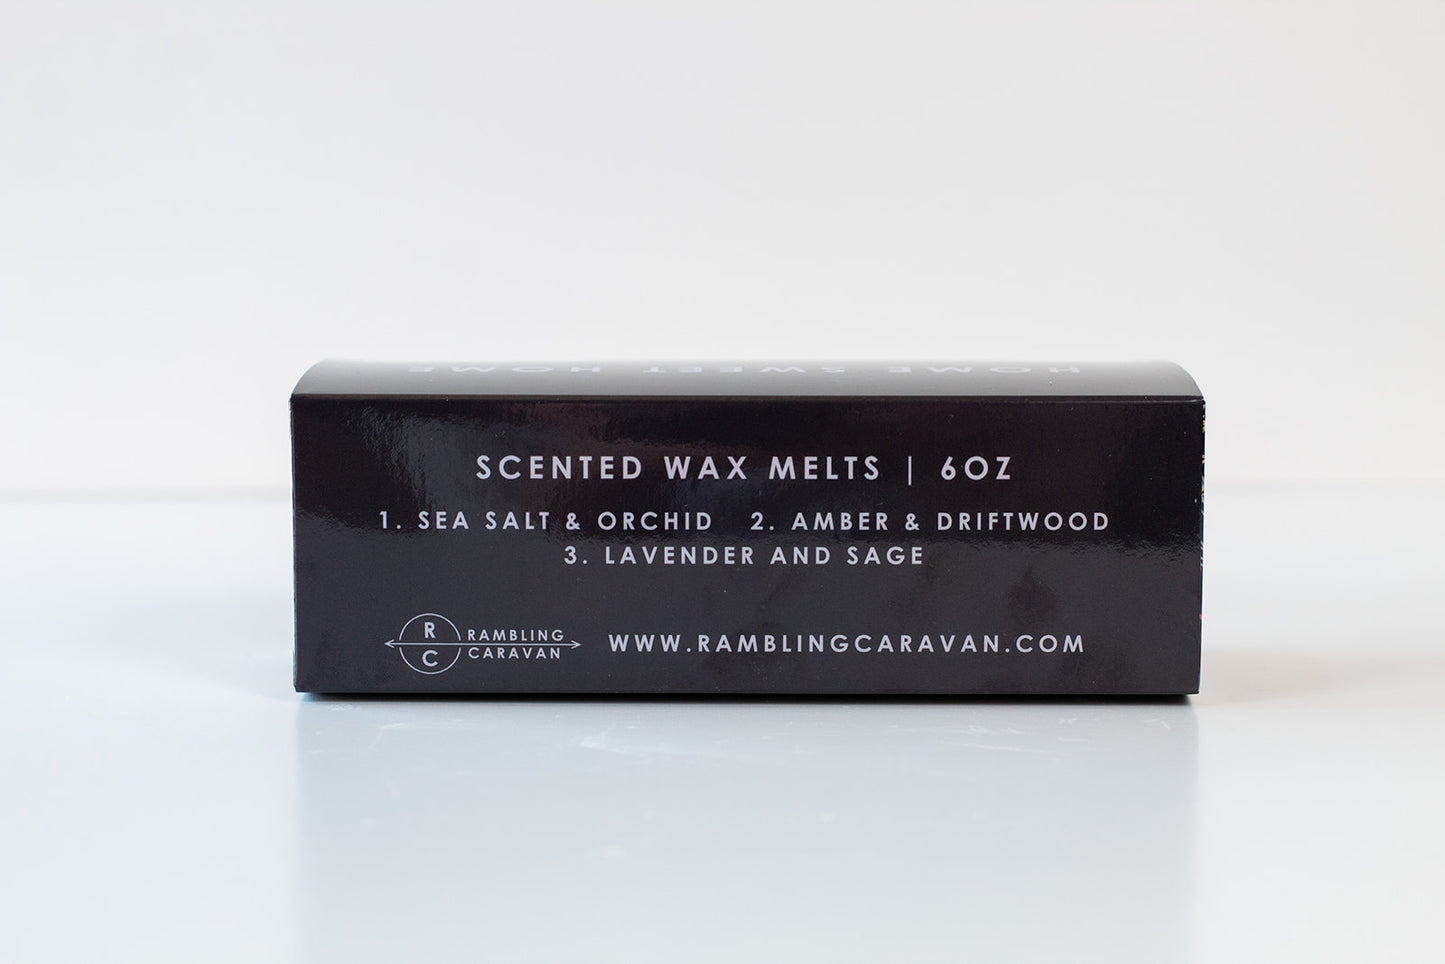 HOME SWEET HOME
SCENTED WAX MELTS | 6OZ
1. SEA SALT & ORCHID 2. AMBER & DRIFTWOOD
3. LAVENDER AND SAGE
R C RAMBLING CARAVAN
WWW.RAMBLINGCARAVAN.COM